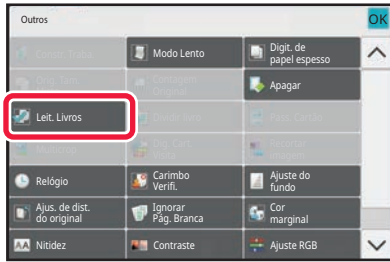 Outros
OK
Modo Lento
Digit. de
papel espesso
Apagar
Leit. Livros
Relógio
Carimbo
Verifi.
Ajuste do
fundo
Ajus. de dist.
do original
Ignorar
Pág. Branca
Cor
marginal
AA Nitidez
Contraste
Ajuste RGB